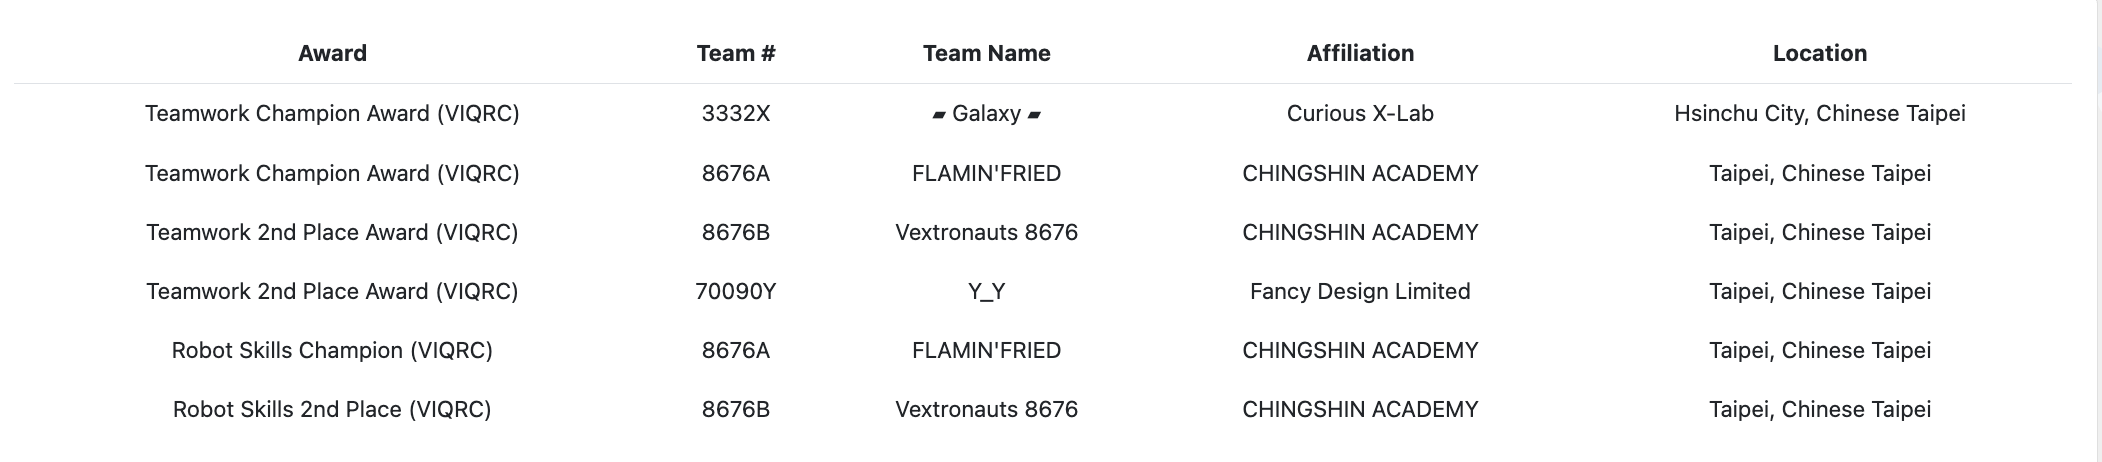 Award Team # Team Name Affiliation Location
Teamwork Champion Award (VIQRC) 3332X ▰ Galaxy ▰ Curious X-Lab Hsinchu City, Chinese Taipei
Teamwork Champion Award (VIQRC) 8676A FLAMIN'FRIED CHINGSHIN ACADEMY Taipei, Chinese Taipei
Teamwork 2nd Place Award (VIQRC) 8676B Vextronauts 8676 CHINGSHIN ACADEMY Taipei, Chinese Taipei
Teamwork 2nd Place Award (VIQRC) 70090Y Y_Y Fancy Design Limited Taipei, Chinese Taipei
Robot Skills Champion (VIQRC) 8676A FLAMIN'FRIED CHINGSHIN ACADEMY Taipei, Chinese Taipei
Robot Skills 2nd Place (VIQRC) 8676B Vextronauts 8676 CHINGSHIN ACADEMY Taipei, Chinese Taipei